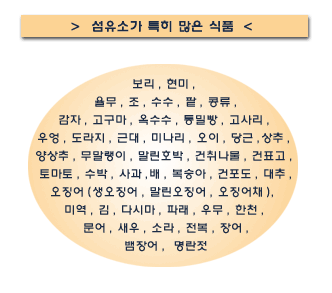 > 섬유소가 특히 많은 식품 <
보리, 현미,
율무, 조, 수수, 팥, 콩류,
감자, 고구마, 옥수수, 통밀빵, 고사리,
우엉, 도라지, 근대, 미나리, 오이, 당근,상추,
양상추, 무말랭이, 말린호박, 건취나물, 건표고,
토마토, 수박, 사과,배, 복숭아, 건포도, 대추,
오징어(생오징어, 말린오징어, 오징어채),
미역, 김, 다시마, 파래, 우무, 한천,
문어, 새우, 소라, 전복, 장어,
뱀장어, 명란젓